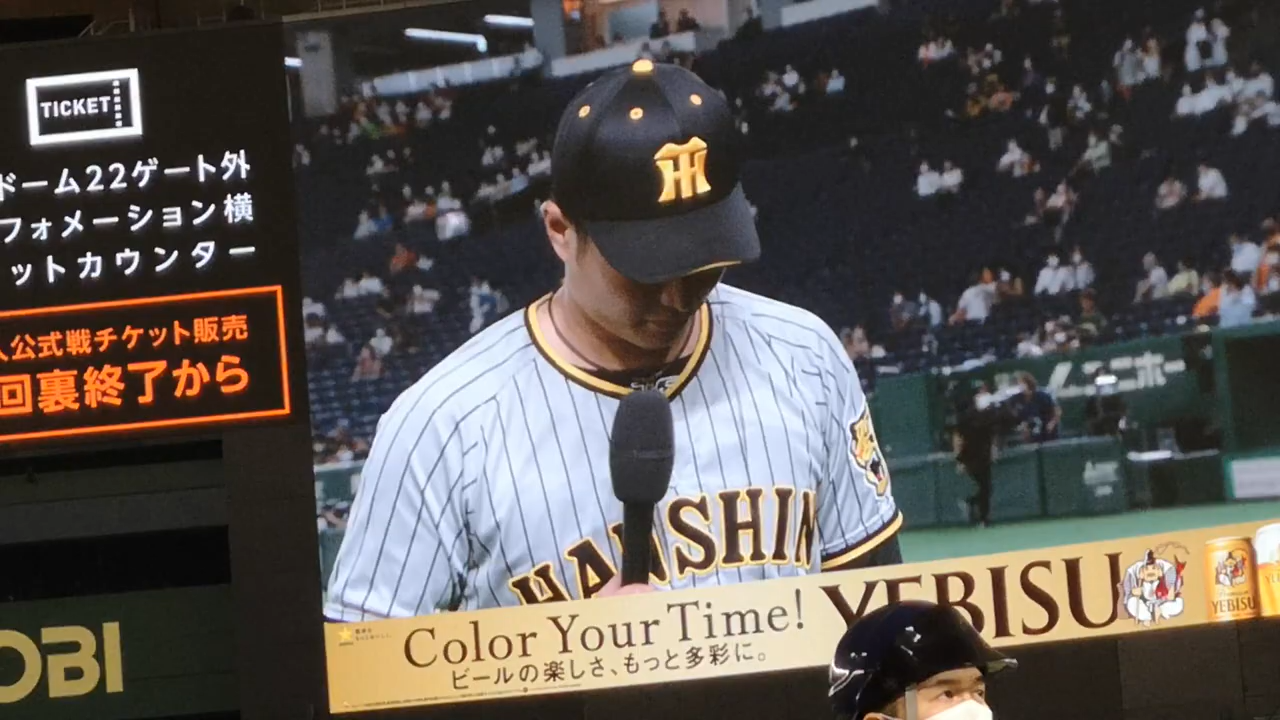 TICKET
ドーム22ゲート外
フォメーション横
ットカウンター
公式戦チケット販売
回裏終了から
OBI
HANSHIN
Color Your Time!
YEBISU
ビールの楽しさ、もっと多彩に。
YEBISU